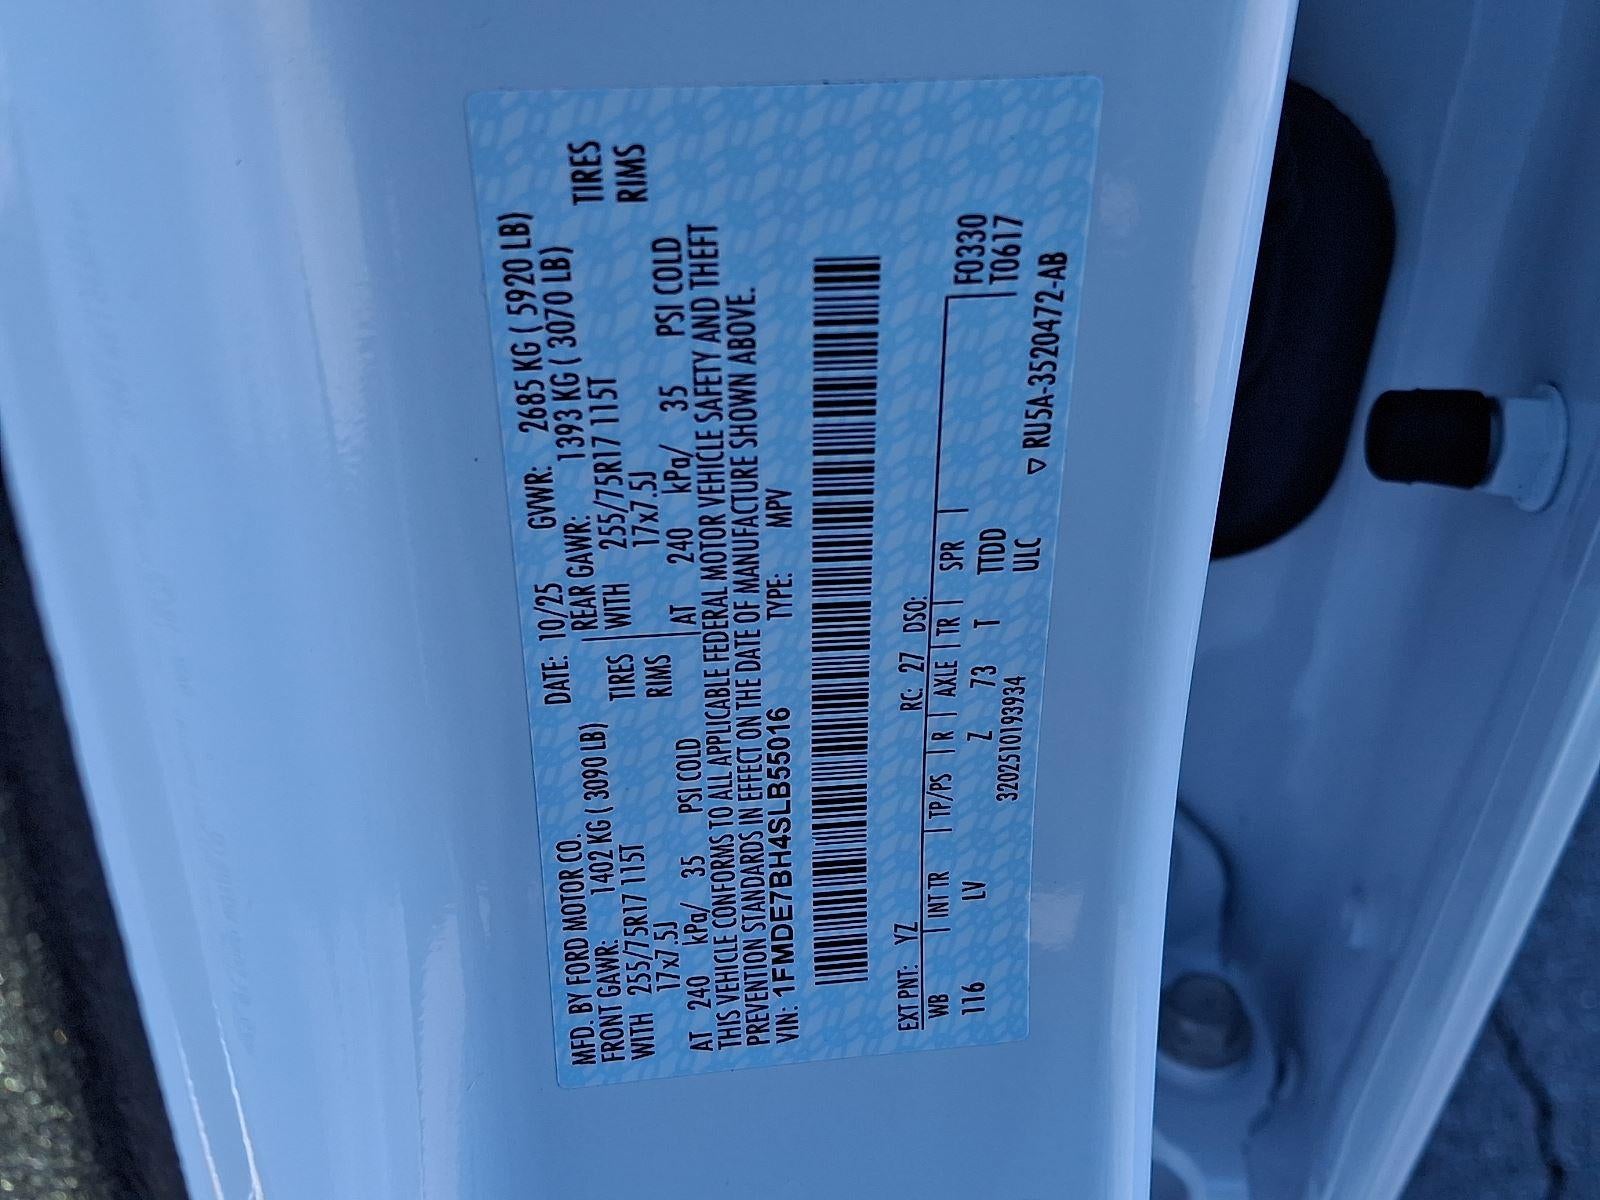 MFD. BY FORD MOTOR CO. DATE: 10/25 GVWR: 2685 KG ( 5920 LB)
FRONT GAWR: 1402 KG ( 3090 LB) REAR GAWR: 1393 KG ( 3070 LB)
WITH 255/75R17 115T TIRES WITH 255/75R17 115T TIRES
17x7.5J RIMS 17x7.5J RIMS
AT 240 kPa/ 35 PSI COLD AT 240 kPa/ 35 PSI COLD
THIS VEHICLE CONFORMS TO ALL APPLICABLE FEDERAL MOTOR VEHICLE SAFETY AND THEFT
PREVENTION STANDARDS IN EFFECT ON THE DATE OF MANUFACTURE SHOWN ABOVE.
VIN: 1FMDE7BH4SLB55016 TYPE: MPV
EXT PNT: YZ RC: 27 DSO:
WB INT TR TP/PS R AXLE TR SPR F0330
116 LV Z 73 T TTDD T0617
320251019393​4 ULC ▽ RU5A-3520472-AB